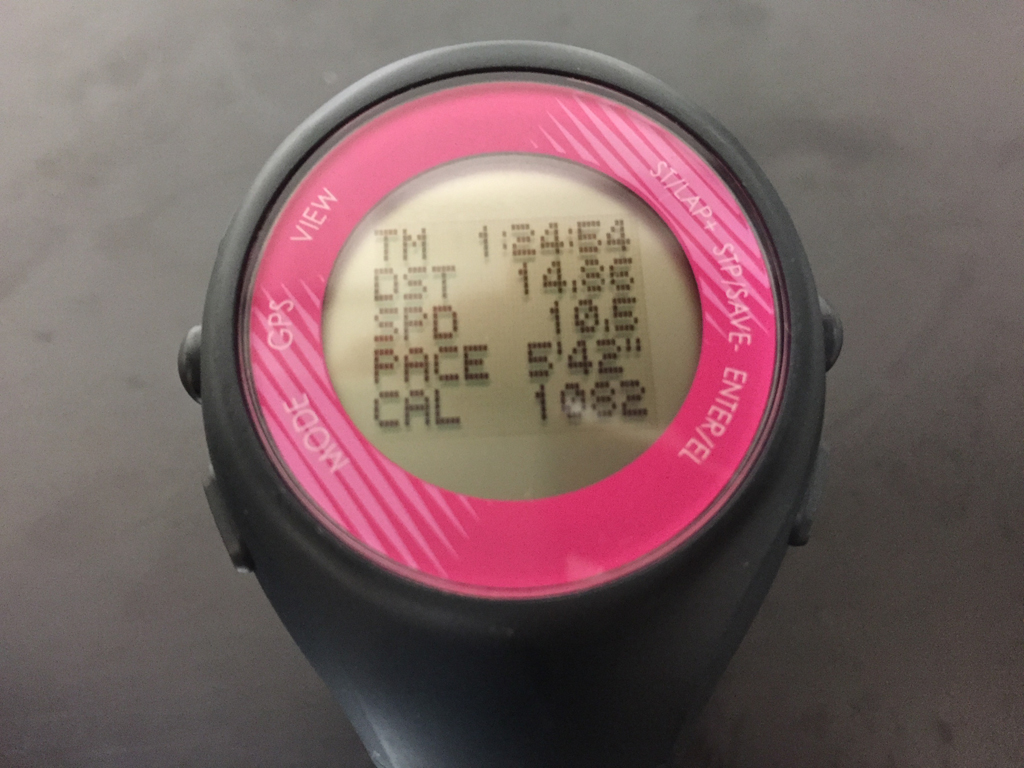 VIEW
GPS
MODE
ST/LAP+
STP/SAVE-
ENTER/EL
TM 1:24:54
DST 14.88
SPD 10.5
PACE 5'42"
CAL 1082